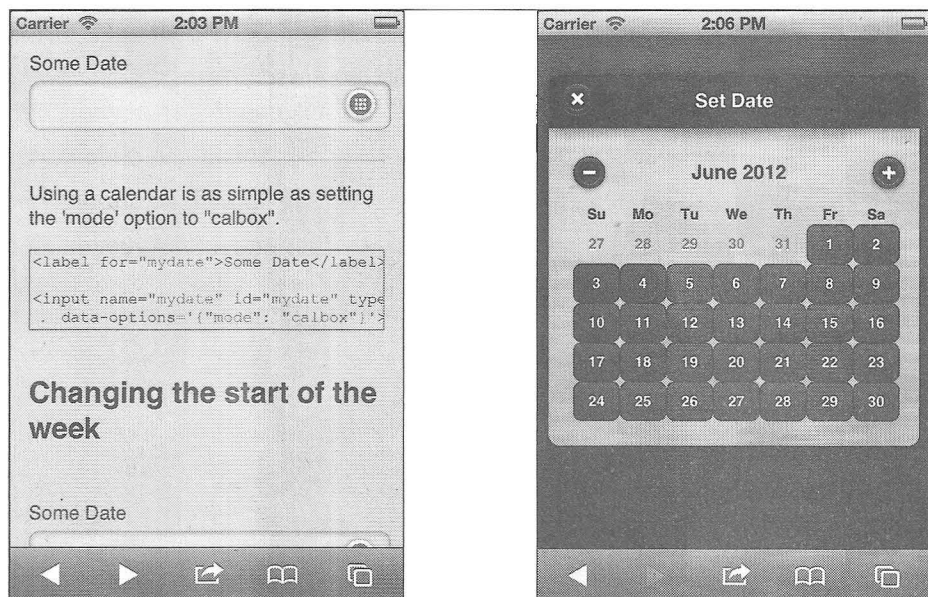 Carrier 2:03 PM
Some Date
Using a calendar is as simple as setting
the 'mode' option to "calbox".
<label for="mydate">Some Date</label>
<input name="mydate" id="mydate" type
. data-options='{"mode": "calbox"}'>
Changing the start of the
week
Some Date
Carrier 2:06 PM
Set Date
June 2012
Su Mo Tu We Th Fr Sa
27 28 29 30 31 1 2
3 4 5 6 7 8 9
10 11 12 13 14 15 16
17 18 19 20 21 22 23
24 25 26 27 28 29 30